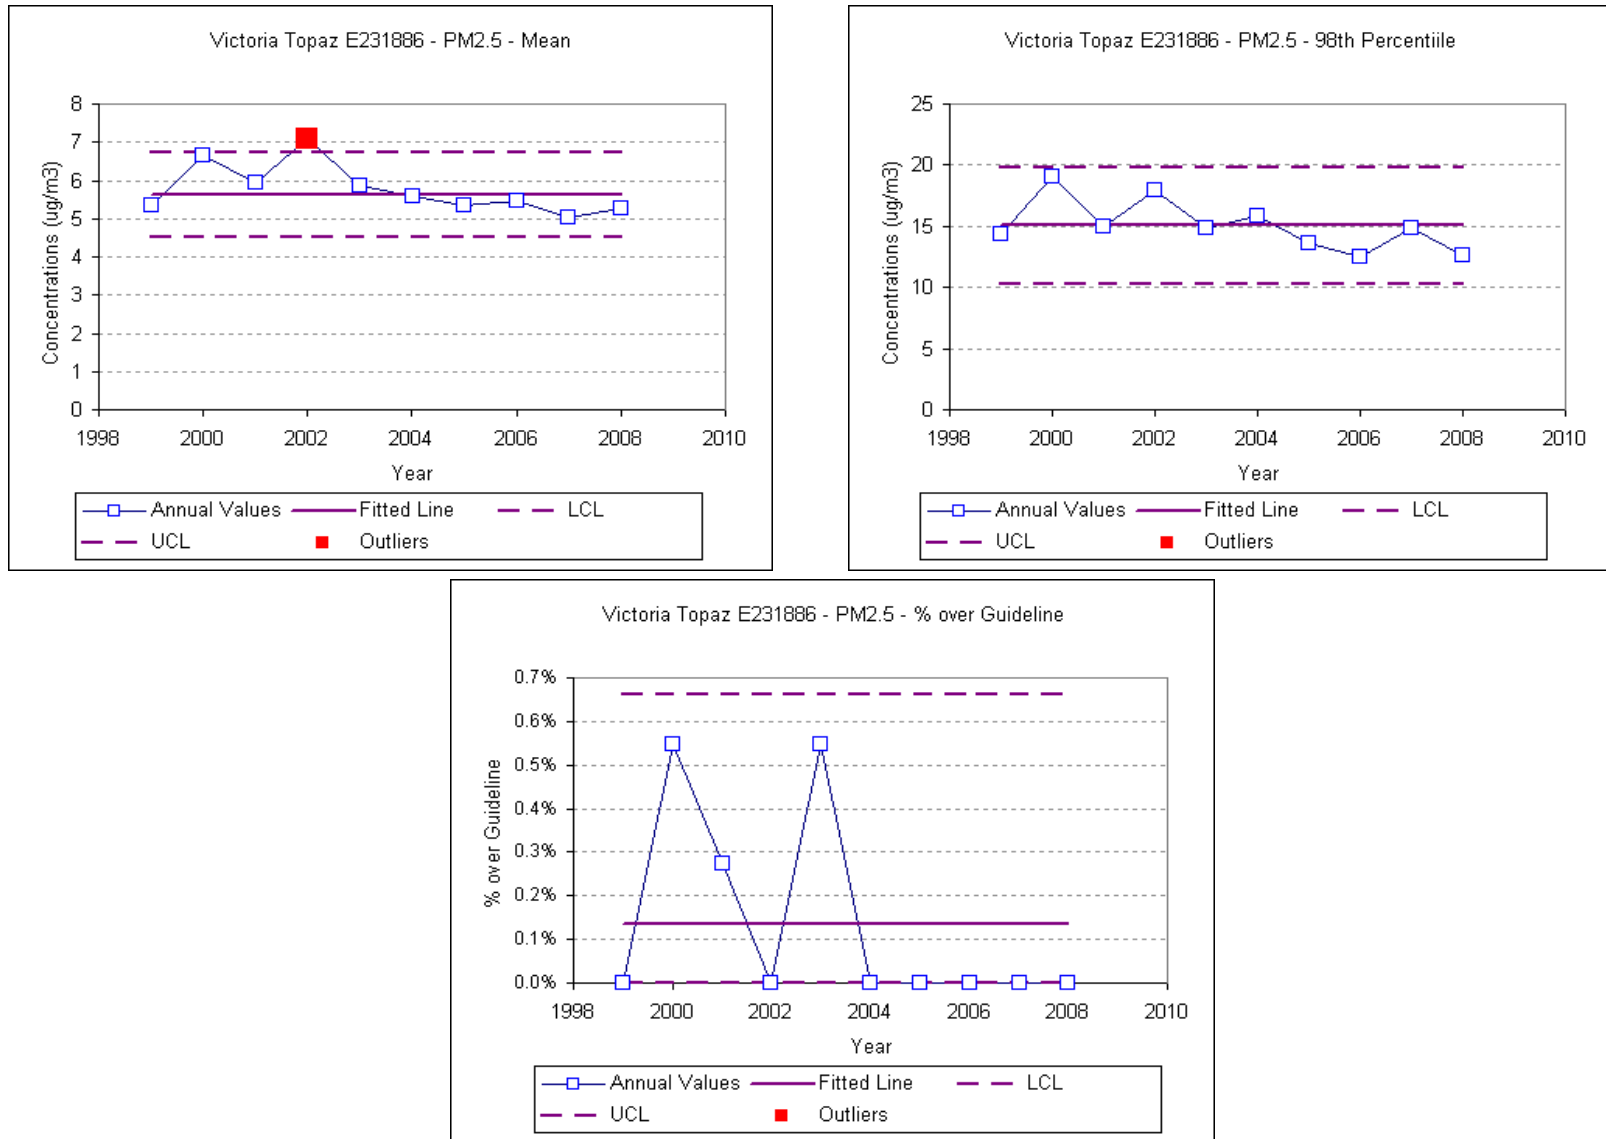 Victoria Topaz E231886 - PM2.5 - Mean
8
7
6
5
4
3
2
1
0
Concentrations (ug/m3)
1998 2000 2002 2004 2006 2008 2010
Year
Annual Values Fitted Line LCL
UCL Outliers
Victoria Topaz E231886 - PM2.5 - 98th Percentiile
25
20
15
10
5
0
Concentrations (ug/m3)
1998 2000 2002 2004 2006 2008 2010
Year
Annual Values Fitted Line LCL
UCL Outliers
Victoria Topaz E231886 - PM2.5 - % over Guideline
0.7%
0.6%
0.5%
0.4%
0.3%
0.2%
0.1%
0.0%
% over Guideline
1998 2000 2002 2004 2006 2008 2010
Year
Annual Values Fitted Line LCL
UCL Outliers